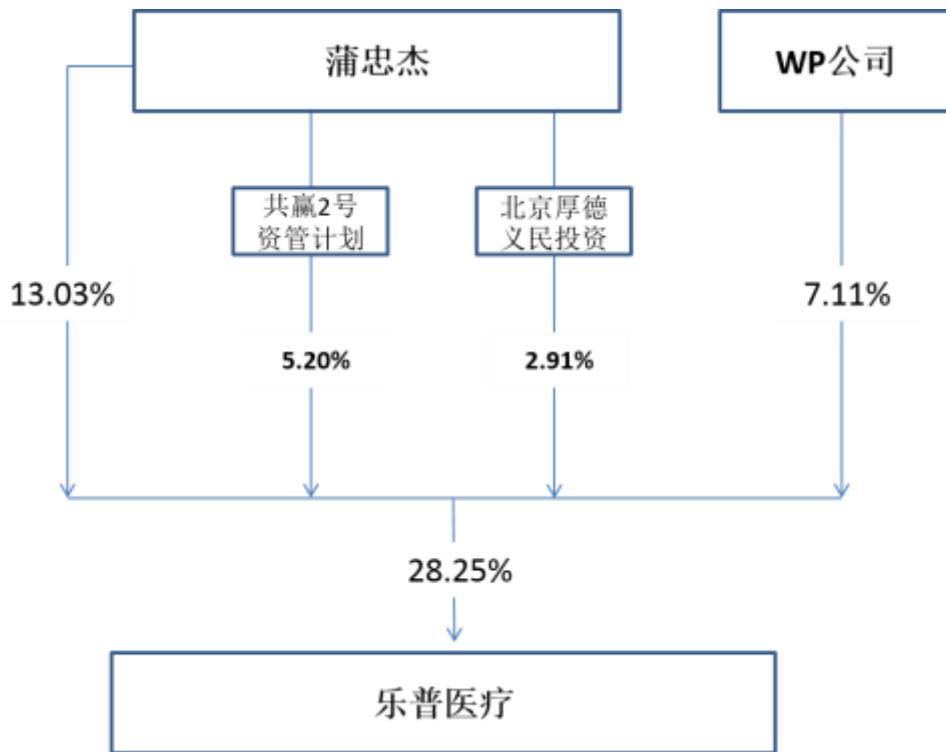 蒲忠杰
WP公司
共赢2号
资管计划
北京厚德
义民投资
13.03%
7.11%
5.20%
2.91%
28.25%
乐普医疗